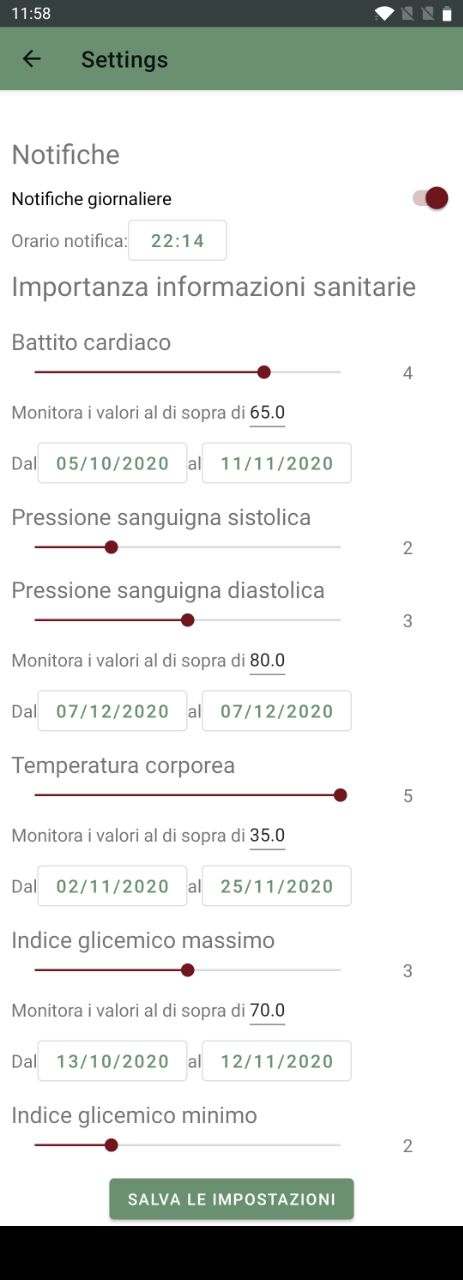 11:58
Settings
Notifiche
Notifiche giornaliere
Orario notifica: 22:14
Importanza informazioni sanitarie
Battito cardiaco
4
Monitora i valori al di sopra di 65.0
Dal 05/10/2020 al 11/11/2020
Pressione sanguigna sistolica
2
Pressione sanguigna diastolica
3
Monitora i valori al di sopra di 80.0
Dal 07/12/2020 al 07/12/2020
Temperatura corporea
5
Monitora i valori al di sopra di 35.0
Dal 02/11/2020 al 25/11/2020
Indice glicemico massimo
3
Monitora i valori al di sopra di 70.0
Dal 13/10/2020 al 12/11/2020
Indice glicemico minimo
2
SALVA LE IMPOSTAZIONI